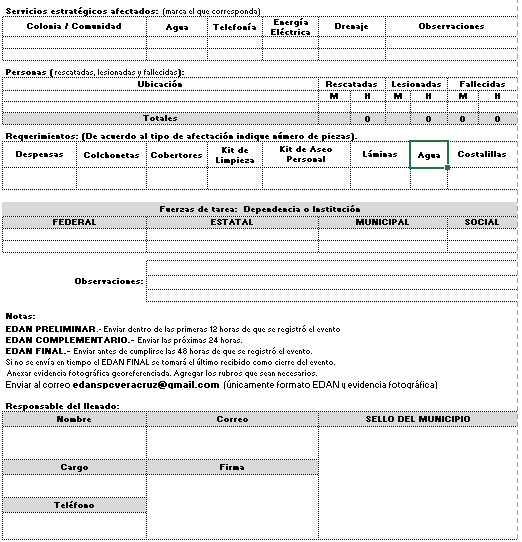 Servicios estratégicos afectados: (marca el que corresponda)
Colonia / Comunidad Agua Telefonía Energía Eléctrica Drenaje Observaciones
Personas (rescatadas, lesionadas y fallecidas):
Ubicación Rescatadas Lesionadas Fallecidas
M H M H M H
Totales 0 0 0 0
Requerimientos: (De acuerdo al tipo de afectación indique número de piezas).
Despensas Colchonetas Cobertores Kit de Limpieza Kit de Aseo Personal Láminas Agua Costalillas
Fuerzas de tarea: Dependencia o Institución
FEDERAL ESTATAL MUNICIPAL SOCIAL
Observaciones:
Notas:
EDAN PRELIMINAR.- Enviar dentro de las primeras 12 horas de que se registró el evento
EDAN COMPLEMENTARIO.- Enviar las próximas 24 horas.
EDAN FINAL.- Enviar antes de cumplirse las 48 horas de que se registró el evento.
Si no se envía en tiempo el EDAN FINAL se tomará el último recibido como cierre del evento.
Anexar evidencia fotográfica georeferenciada. Agregar los rubros que sean necesarios.
Enviar al correo edanspcveracruz@gmail.com (únicamente formato EDAN y evidencia fotográfica)
Responsable del llenado:
Nombre Correo SELLO DEL MUNICIPIO
Cargo Firma
Teléfono